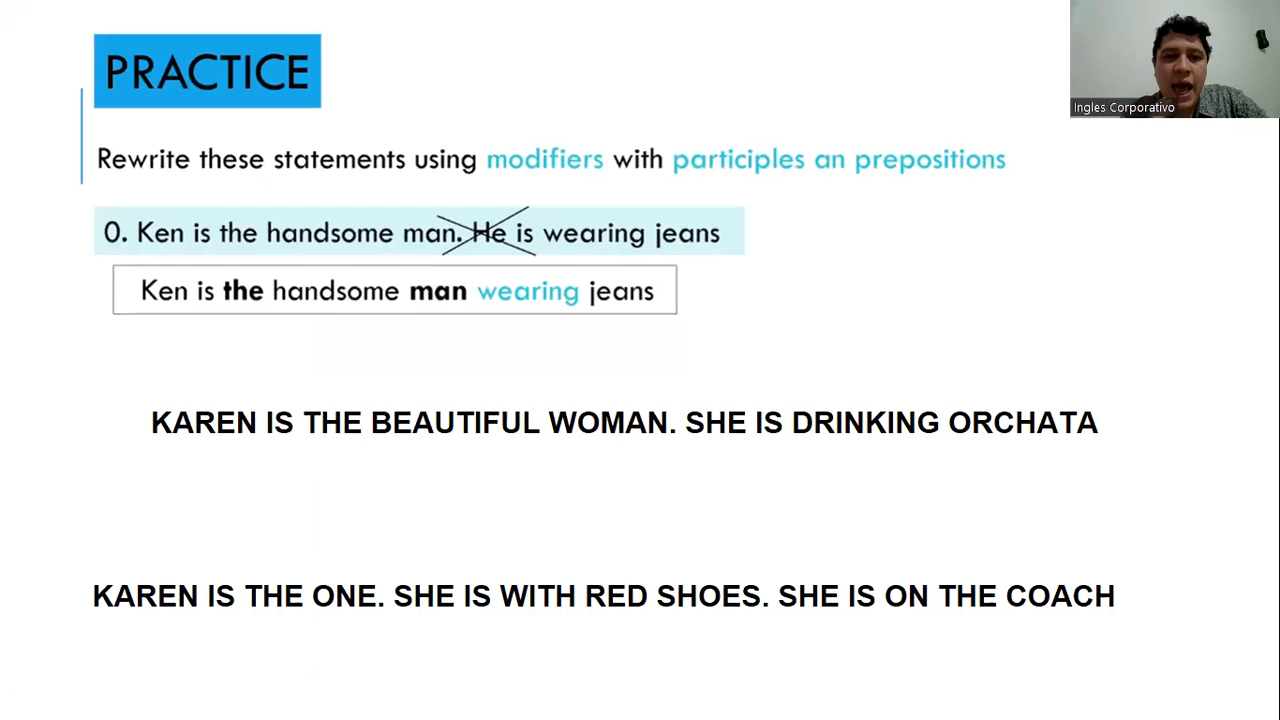 PRACTICE
Ingles Corporativo
Rewrite these statements using modifiers with participles an prepositions
0. Ken is the handsome man. He is wearing jeans
Ken is the handsome man wearing jeans
KAREN IS THE BEAUTIFUL WOMAN. SHE IS DRINKING ORCHATA
KAREN IS THE ONE. SHE IS WITH RED SHOES. SHE IS ON THE COACH